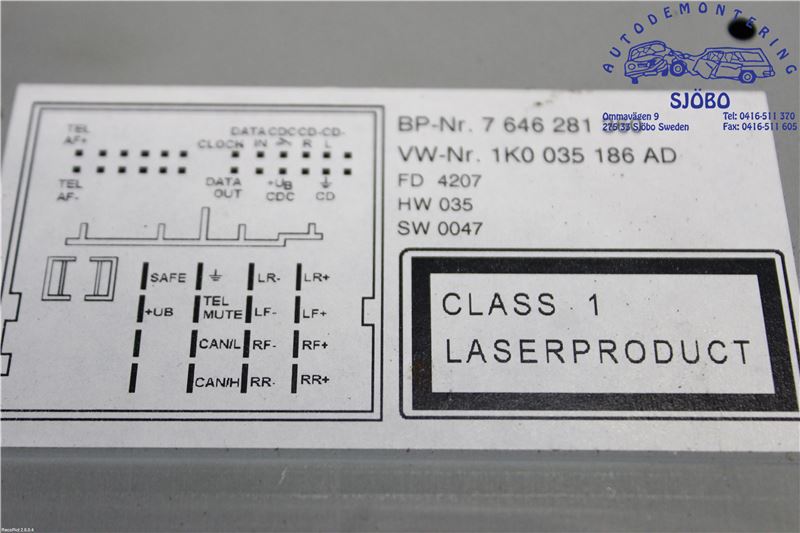 AUTODEMONTERING
SJÖBO
Ommavägen 9
275 33 Sjöbo Sweden
Tel: 0416-511 370
Fax: 0416-511 605
BP-Nr. 7 646 281
VW-Nr. 1K0 035 186 AD
FD 4207
HW 035
SW 0047
CLASS 1
LASERPRODUCT
TEL
AF+
DATA CDC CD- CD-
CLOCK IN R L
TEL
AF-
DATA
OUT
+UB
CDC
CD
SAFE LR- LR+
+UB TEL
MUTE LF- LF+
CAN/L RF- RF+
CAN/H RR- RR+